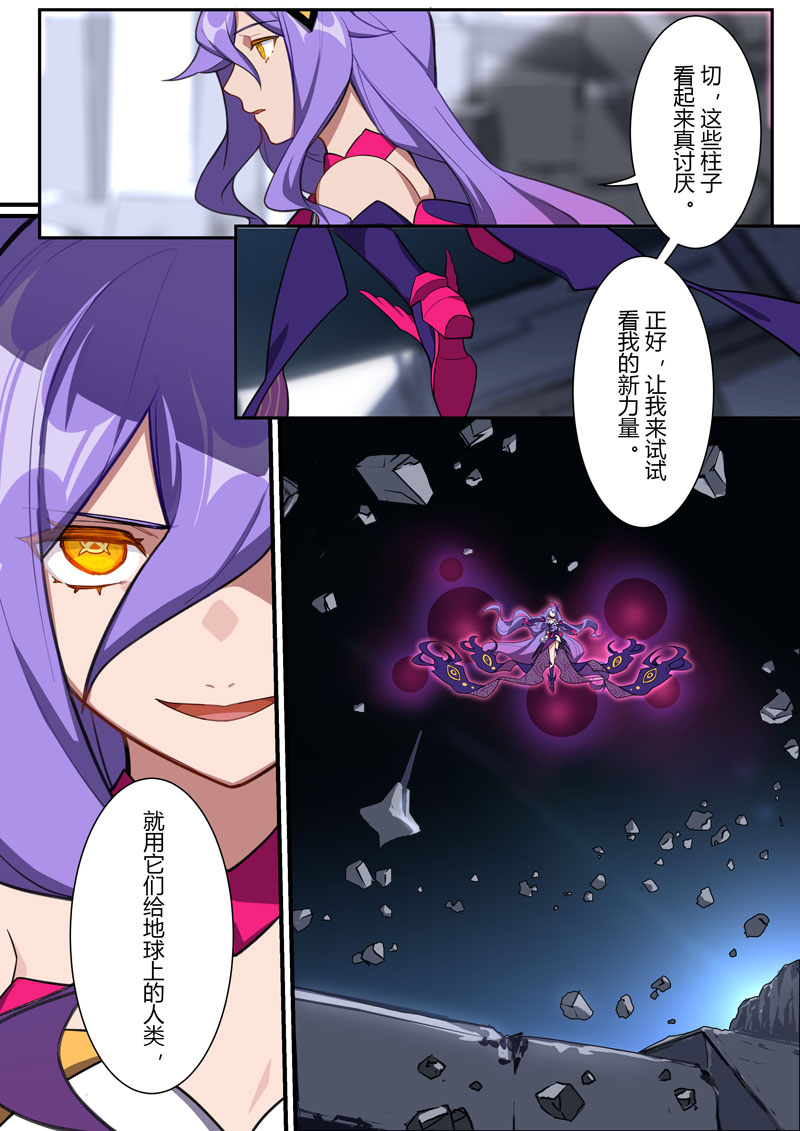 切，这些柱子
看起来真讨厌。
正好，让我来试试
看我的新力量。
就用它们给地球上的人类，